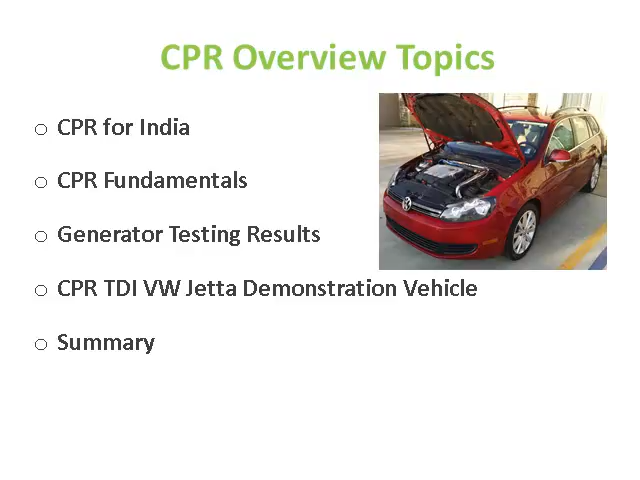 CPR Overview Topics
o CPR for India
o CPR Fundamentals
o Generator Testing Results
o CPR TDI VW Jetta Demonstration Vehicle
o Summary